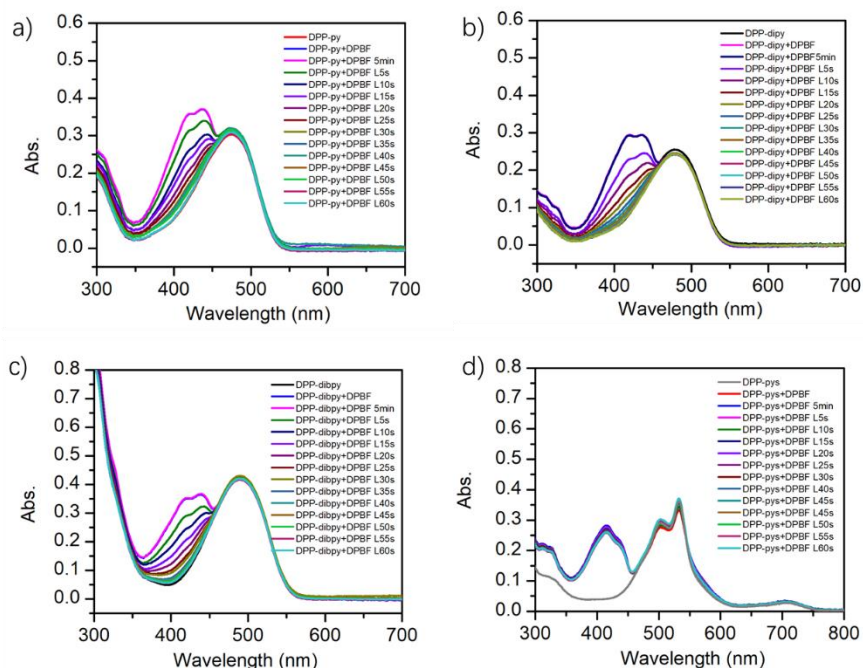 a)
0.6
0.5
0.4
0.3
0.2
0.1
0.0
Abs.
300 400 500 600 700
Wavelength (nm)
DPP-py
DPP-py+DPBF
DPP-py+DPBF 5min
DPP-py+DPBF L5s
DPP-py+DPBF L10s
DPP-py+DPBF L15s
DPP-py+DPBF L20s
DPP-py+DPBF L25s
DPP-py+DPBF L30s
DPP-py+DPBF L35s
DPP-py+DPBF L40s
DPP-py+DPBF L45s
DPP-py+DPBF L50s
DPP-py+DPBF L55s
DPP-py+DPBF L60s
b)
0.6
0.5
0.4
0.3
0.2
0.1
0.0
Abs.
300 400 500 600 700
Wavelength (nm)
DPP-dipy
DPP-dipy+DPBF
DPP-dipy+DPBF5min
DPP-dipy+DPBF L5s
DPP-dipy+DPBF L10s
DPP-dipy+DPBF L15s
DPP-dipy+DPBF L20s
DPP-dipy+DPBF L25s
DPP-dipy+DPBF L30s
DPP-dipy+DPBF L35s
DPP-dipy+DPBF L40s
DPP-dipy+DPBF L45s
DPP-dipy+DPBF L50s
DPP-dipy+DPBF L55s
DPP-dipy+DPBF L60s
c)
0.8
0.7
0.6
0.5
0.4
0.3
0.2
0.1
0.0
Abs.
300 400 500 600 700
Wavelength (nm)
DPP-dibpy
DPP-dibpy+DPBF
DPP-dibpy+DPBF 5min
DPP-dibpy+DPBF L5s
DPP-dibpy+DPBF L10s
DPP-dibpy+DPBF L15s
DPP-dibpy+DPBF L20s
DPP-dibpy+DPBF L25s
DPP-dibpy+DPBF L30s
DPP-dibpy+DPBF L35s
DPP-dibpy+DPBF L40s
DPP-dibpy+DPBF L45s
DPP-dibpy+DPBF L50s
DPP-dibpy+DPBF L55s
DPP-dibpy+DPBF L60s
d)
0.8
0.7
0.6
0.5
0.4
0.3
0.2
0.1
0.0
Abs.
300 400 500 600 700 800
Wavelength (nm)
DPP-pys
DPP-pys+DPBF
DPP-pys+DPBF 5min
DPP-pys+DPBF L5s
DPP-pys+DPBF L10s
DPP-pys+DPBF L15s
DPP-pys+DPBF L20s
DPP-pys+DPBF L25s
DPP-pys+DPBF L30s
DPP-pys+DPBF L40s
DPP-pys+DPBF L45s
DPP-pys+DPBF L45s
DPP-pys+DPBF L50s
DPP-pys+DPBF L55s
DPP-pys+DPBF L60s